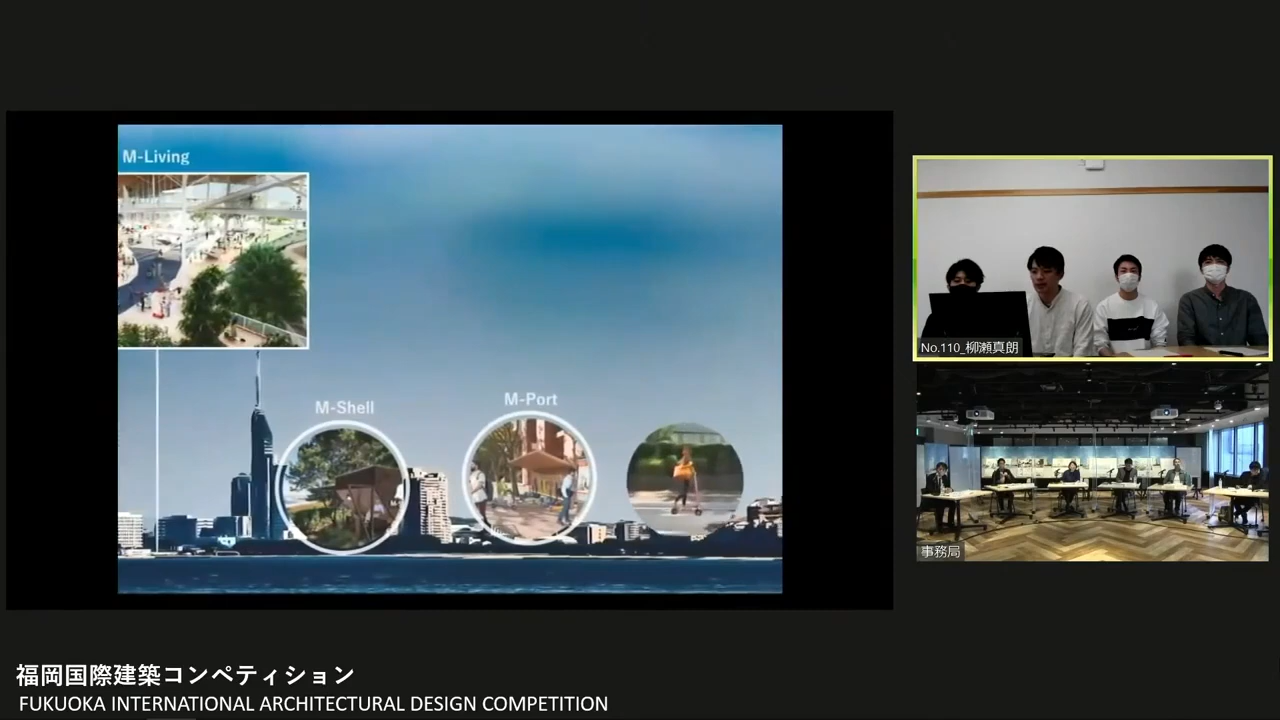 M-Living
M-Shell
M-Port
No.110_柳瀬真朗
事務局
福岡国際建築コンペティション
FUKUOKA INTERNATIONAL ARCHITECTURAL DESIGN COMPETITION